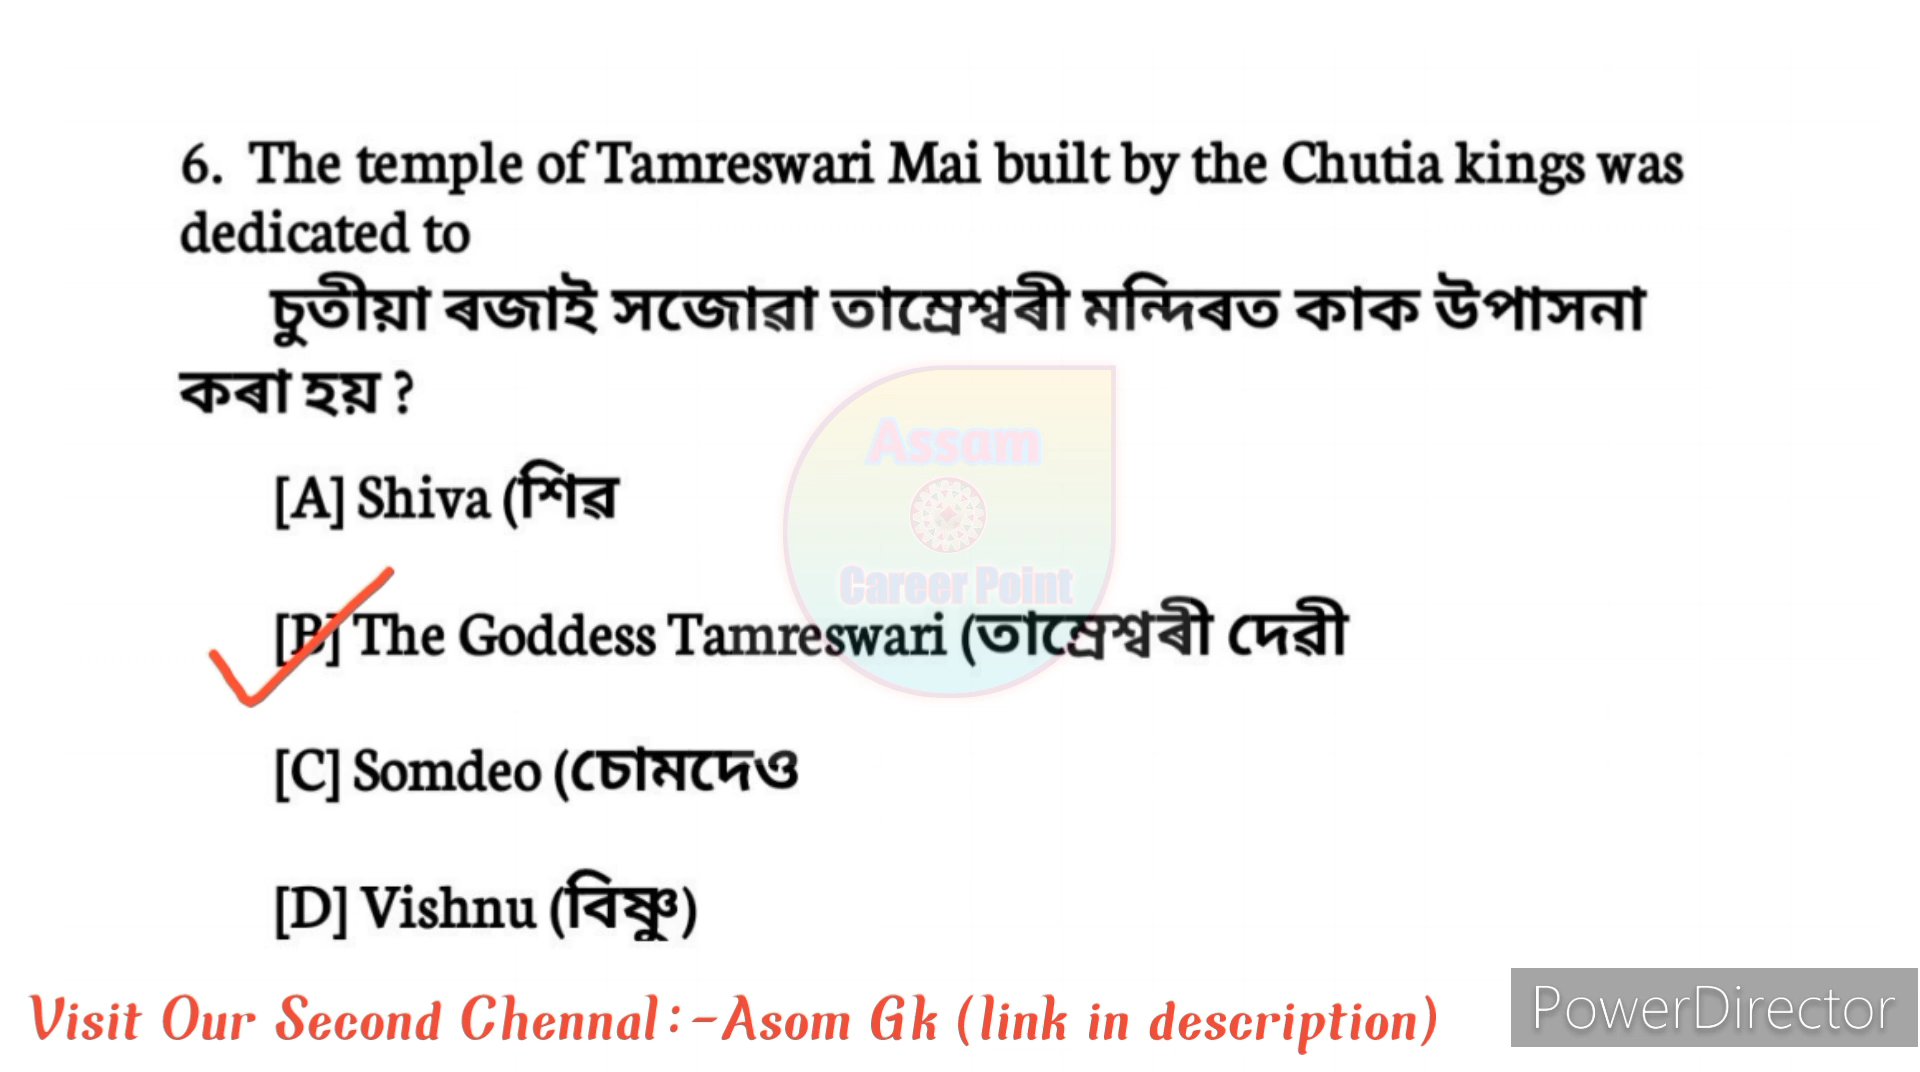 6. The temple of Tamreswari Mai built by the Chutia kings was
dedicated to
চুতীয়া ৰজাই সজোৱা তাম্ৰেশ্বৰী মন্দিৰত কাক উপাসনা
কৰা হয় ?
[A] Shiva (শিৱ
[B] The Goddess Tamreswari (তাম্ৰেশ্বৰী দেৱী
[C] Somdeo (চোমদেও
[D] Vishnu (বিষ্ণু)
Assam
Career Point
Visit Our Second Chennal:-Asom Gk (link in description)
PowerDirector